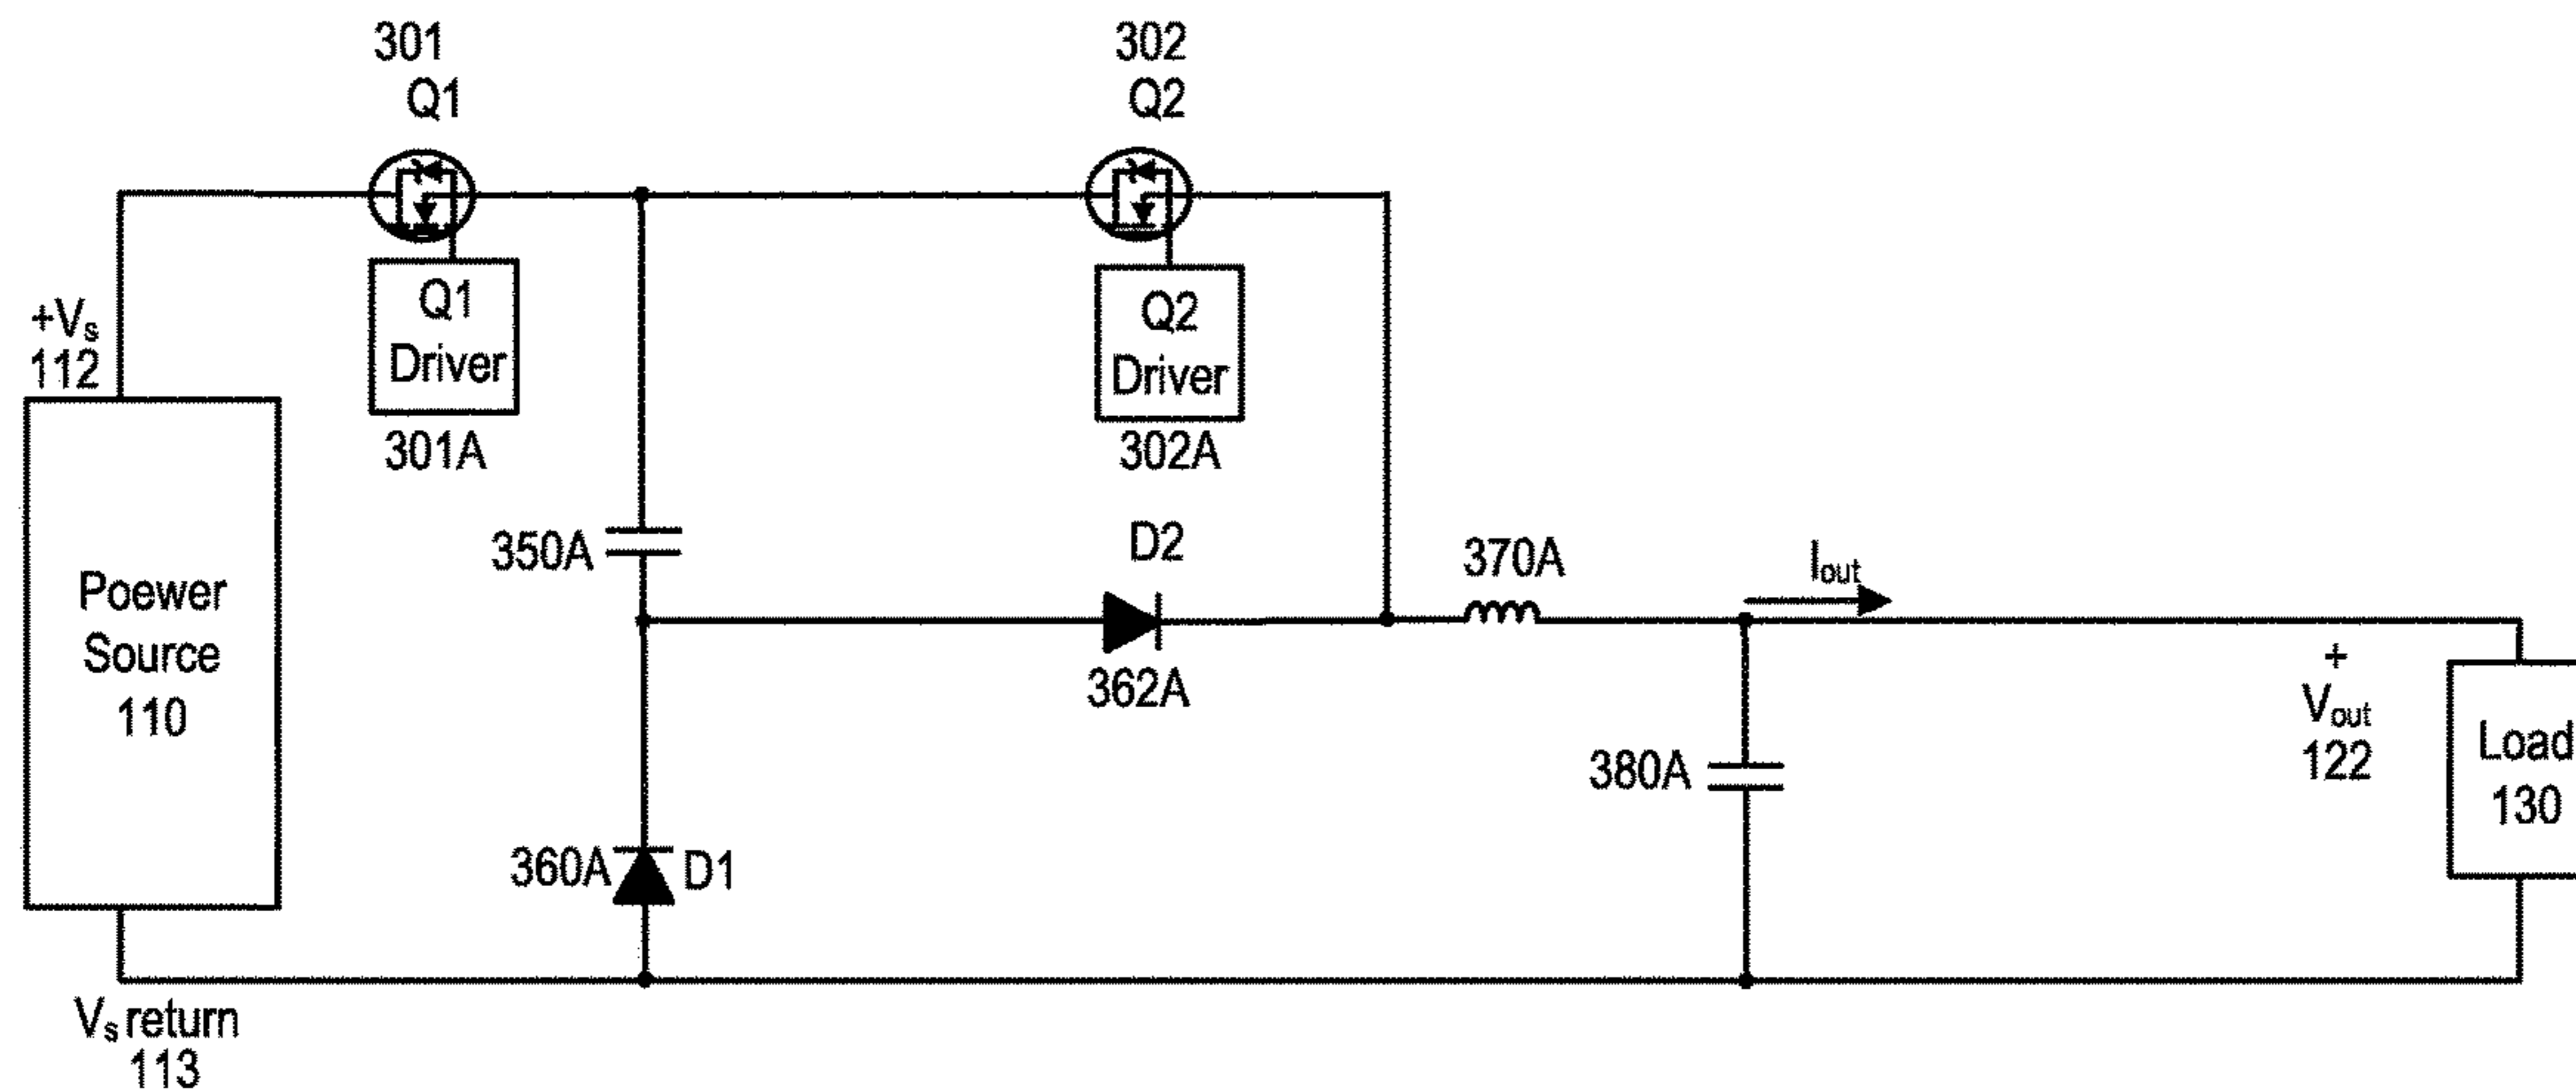 301
Q1
302
Q2
+Vs
112
Q1
Driver
301A
Q2
Driver
302A
Poewer
Source
110
350A
D2
362A
370A
Iout
+
Vout
122
Load
130
380A
360A
D1
Vs return
113